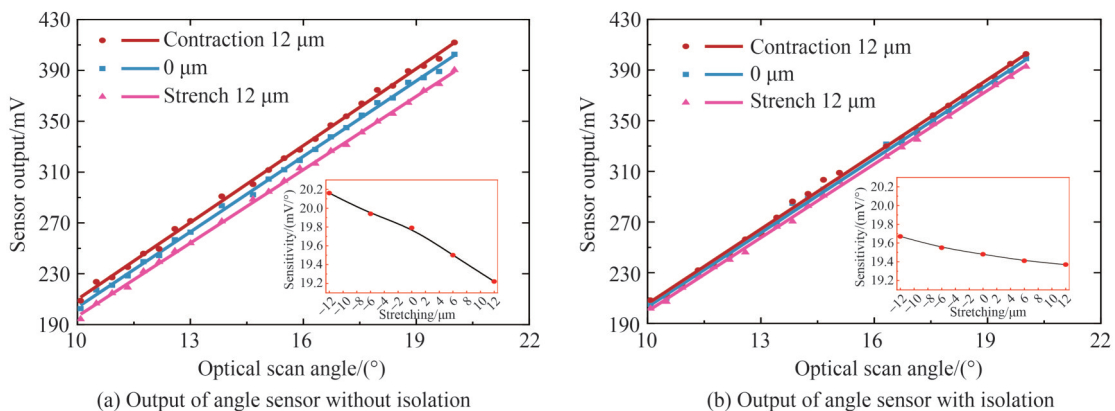 430
390
350
310
270
230
190
Sensor output/mV
Contraction 12 μm
0 μm
Strench 12 μm
20.2
20.0
19.8
19.6
19.4
19.2
Sensitivity/(mV/°)
−12 −10 −8 −6 −4 −2 0 2 4 6 8 10 12
Stretching/μm
10 13 16 19 22
Optical scan angle/(°)
(a) Output of angle sensor without isolation
430
390
350
310
270
230
190
Sensor output/mV
Contraction 12 μm
0 μm
Strench 12 μm
20.2
20.0
19.8
19.6
19.4
19.2
Sensitivity/(mV/°)
−12 −10 −8 −6 −4 −2 0 2 4 6 8 10 12
Stretching/μm
10 13 16 19 22
Optical scan angle/(°)
(b) Output of angle sensor with isolation